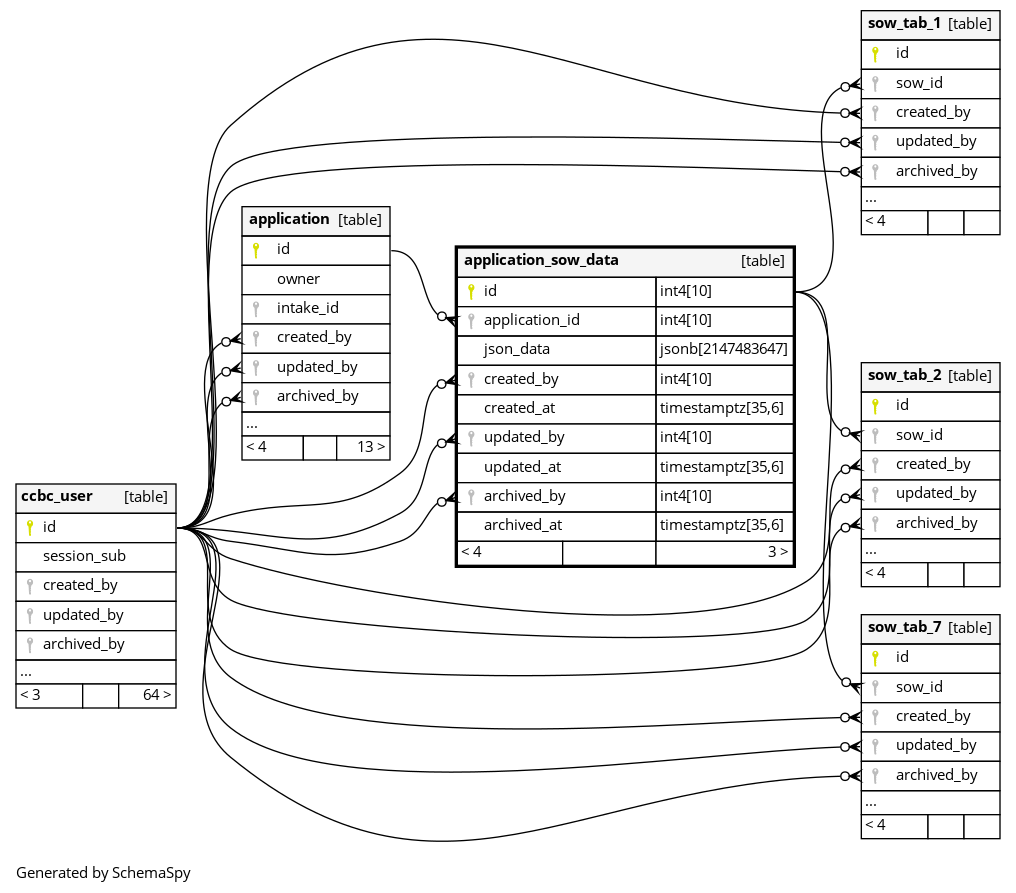 sow_tab_1 [table]
id
sow_id
created_by
updated_by
archived_by
...
< 4
application [table]
id
owner
intake_id
created_by
updated_by
archived_by
...
< 4 13 >
application_sow_data [table]
id int4[10]
application_id int4[10]
json_data jsonb[2147483647]
created_by int4[10]
created_at timestamptz[35,6]
updated_by int4[10]
updated_at timestamptz[35,6]
archived_by int4[10]
archived_at timestamptz[35,6]
< 4 3 >
sow_tab_2 [table]
id
sow_id
created_by
updated_by
archived_by
...
< 4
ccbc_user [table]
id
session_sub
created_by
updated_by
archived_by
...
< 3 64 >
sow_tab_7 [table]
id
sow_id
created_by
updated_by
archived_by
...
< 4
Generated by SchemaSpy